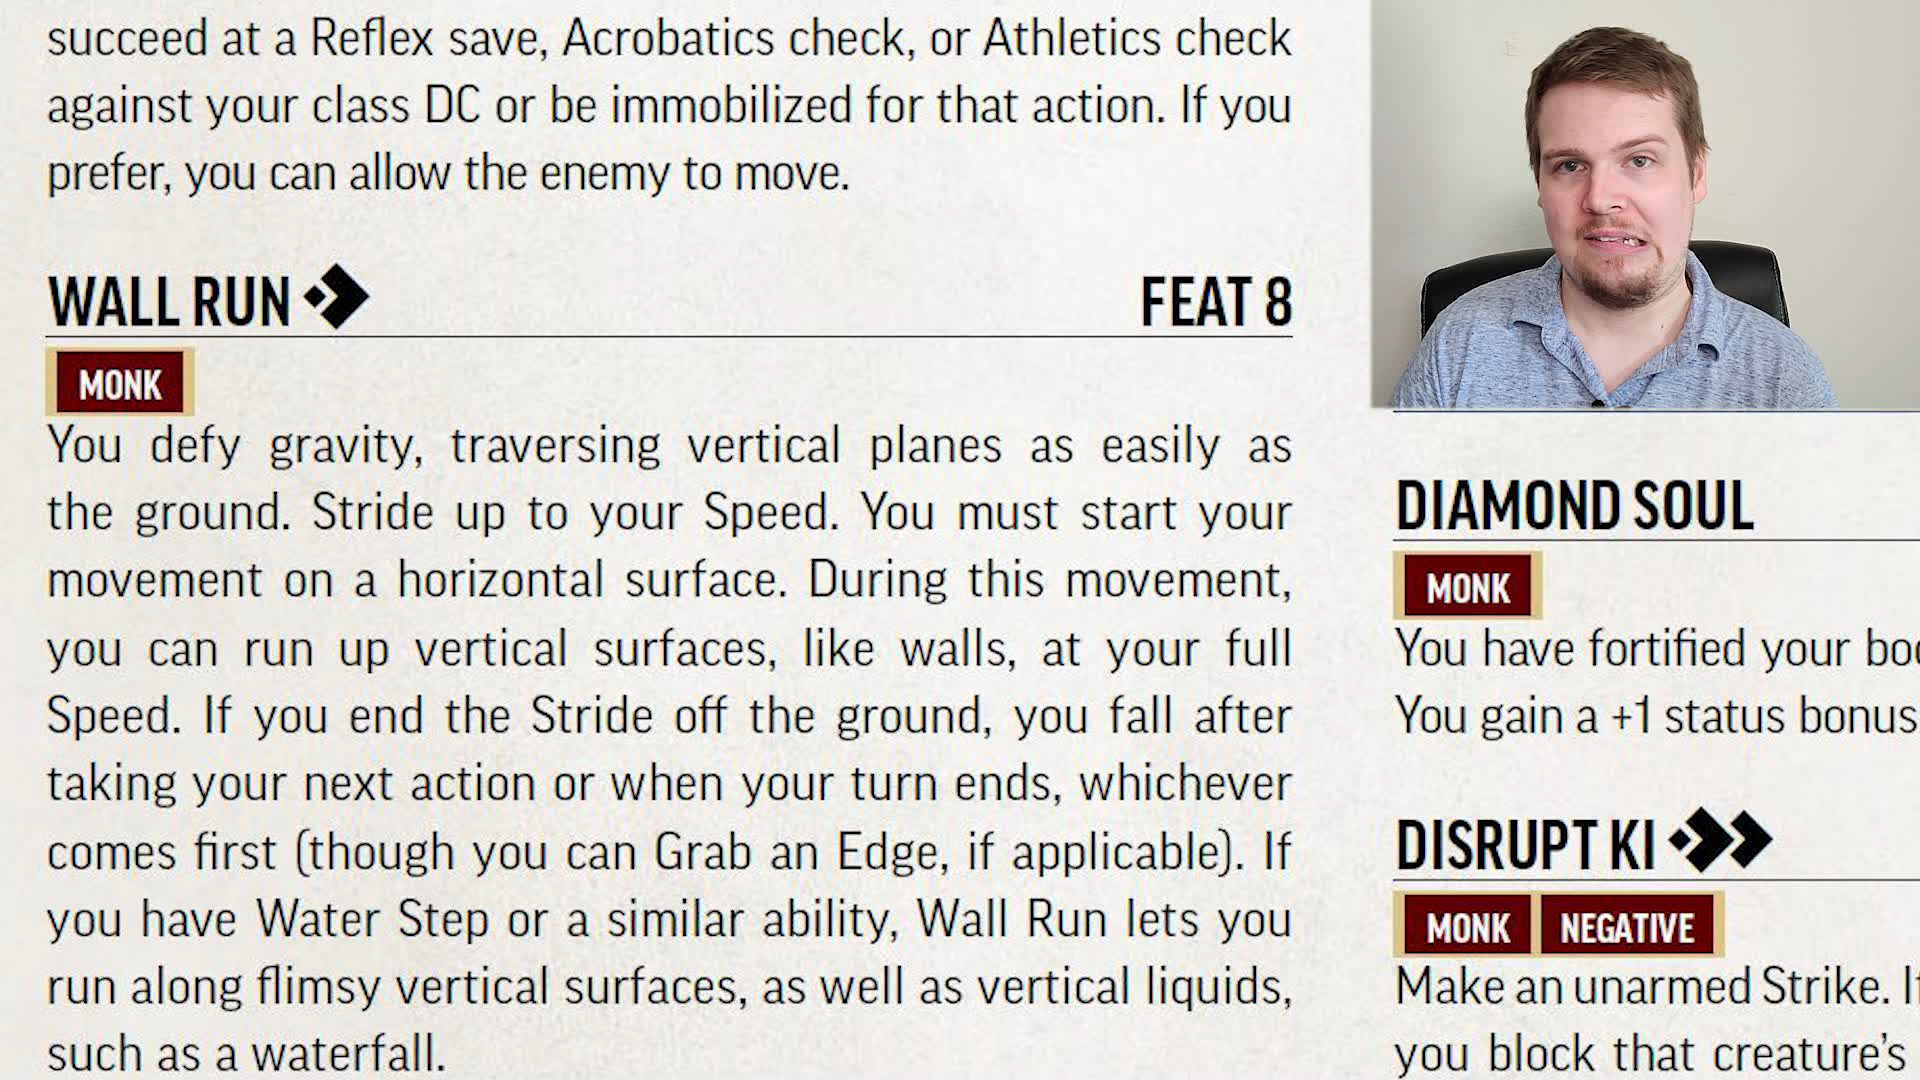 succeed at a Reflex save, Acrobatics check, or Athletics check
against your class DC or be immobilized for that action. If you
prefer, you can allow the enemy to move.
WALL RUN
FEAT 8
MONK
You defy gravity, traversing vertical planes as easily as
the ground. Stride up to your Speed. You must start your
movement on a horizontal surface. During this movement,
you can run up vertical surfaces, like walls, at your full
Speed. If you end the Stride off the ground, you fall after
taking your next action or when your turn ends, whichever
comes first (though you can Grab an Edge, if applicable). If
you have Water Step or a similar ability, Wall Run lets you
run along flimsy vertical surfaces, as well as vertical liquids,
such as a waterfall.
DIAMOND SOUL
MONK
You have fortified your
You gain a +1 status bonus
DISRUPT KI
MONK NEGATIVE
Make an unarmed Strike.
you block that creature's